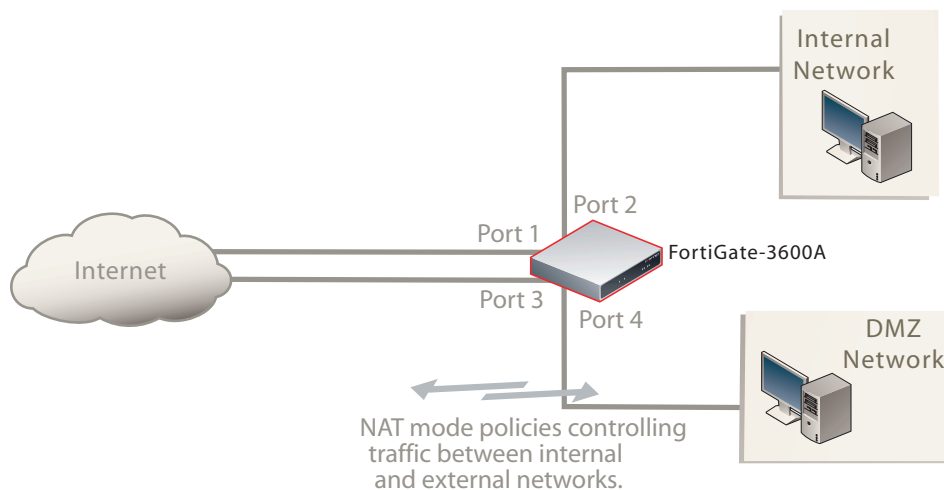 Internal
Network
Port 2
Port 1
FortiGate-3600A
Internet
Port 3
Port 4
DMZ
Network
NAT mode policies controlling
traffic between internal
and external networks.